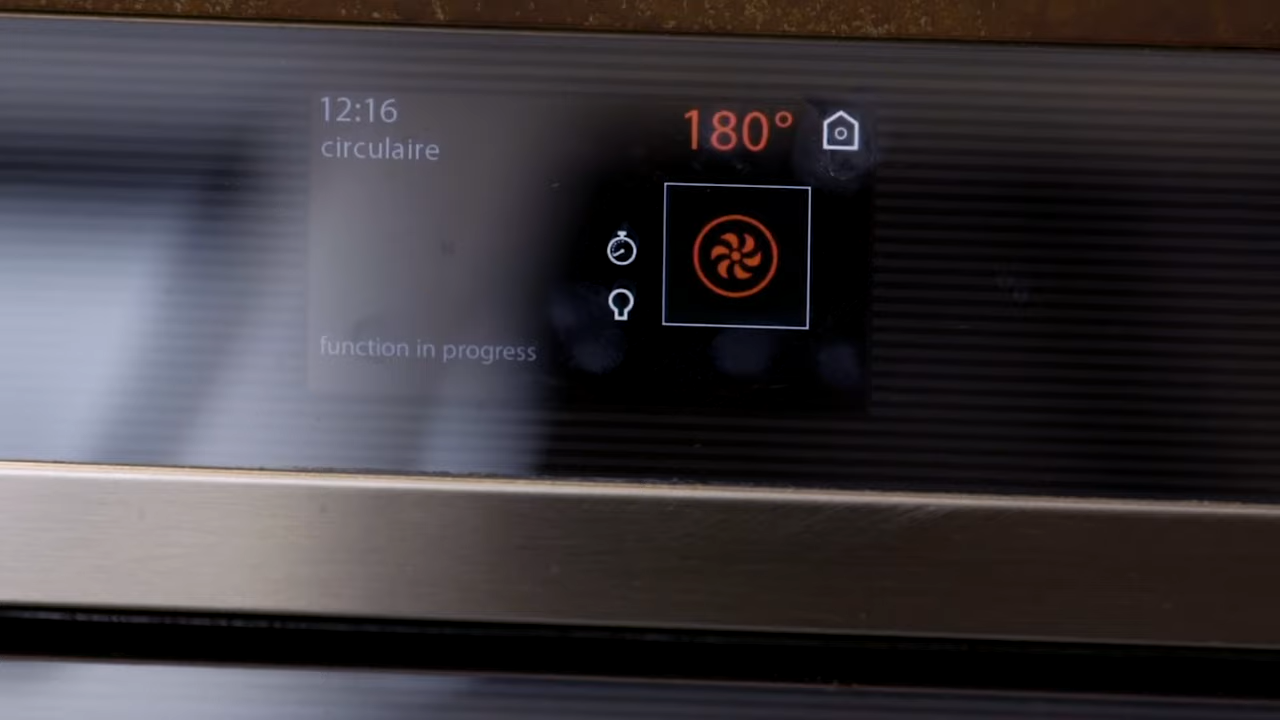 12:16
180°
circulaire
function in progress